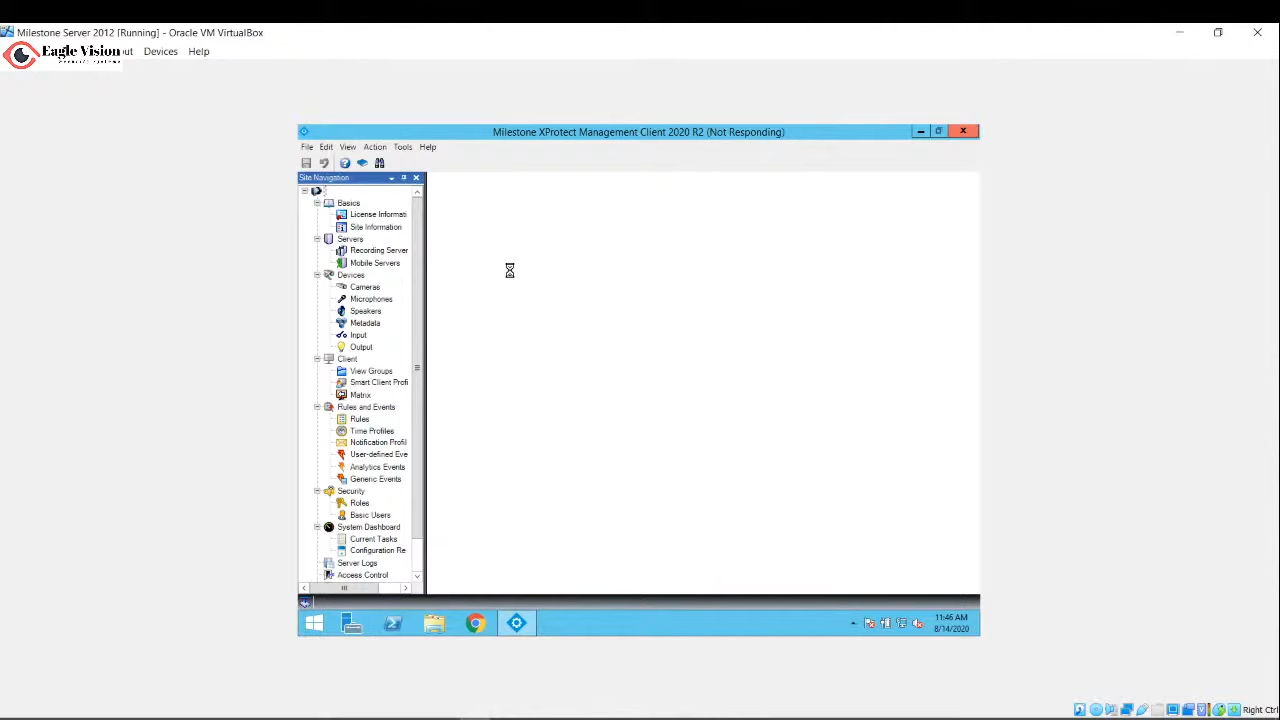 Milestone Server 2012 [Running] - Oracle VM VirtualBox
Eagle Vision
out Devices Help
Milestone XProtect Management Client 2020 R2 (Not Responding)
File Edit View Action Tools Help
Site Navigation
Basics
License Informati
Site Information
Servers
Recording Server
Mobile Servers
Devices
Cameras
Microphones
Speakers
Metadata
Input
Output
Client
View Groups
Smart Client Profi
Matrix
Rules and Events
Rules
Time Profiles
Notification Profil
User-defined Eve
Analytics Events
Generic Events
Security
Roles
Basic Users
System Dashboard
Current Tasks
Configuration Re
Server Logs
Access Control
11:46 AM
8/14/2020
Right Ctrl